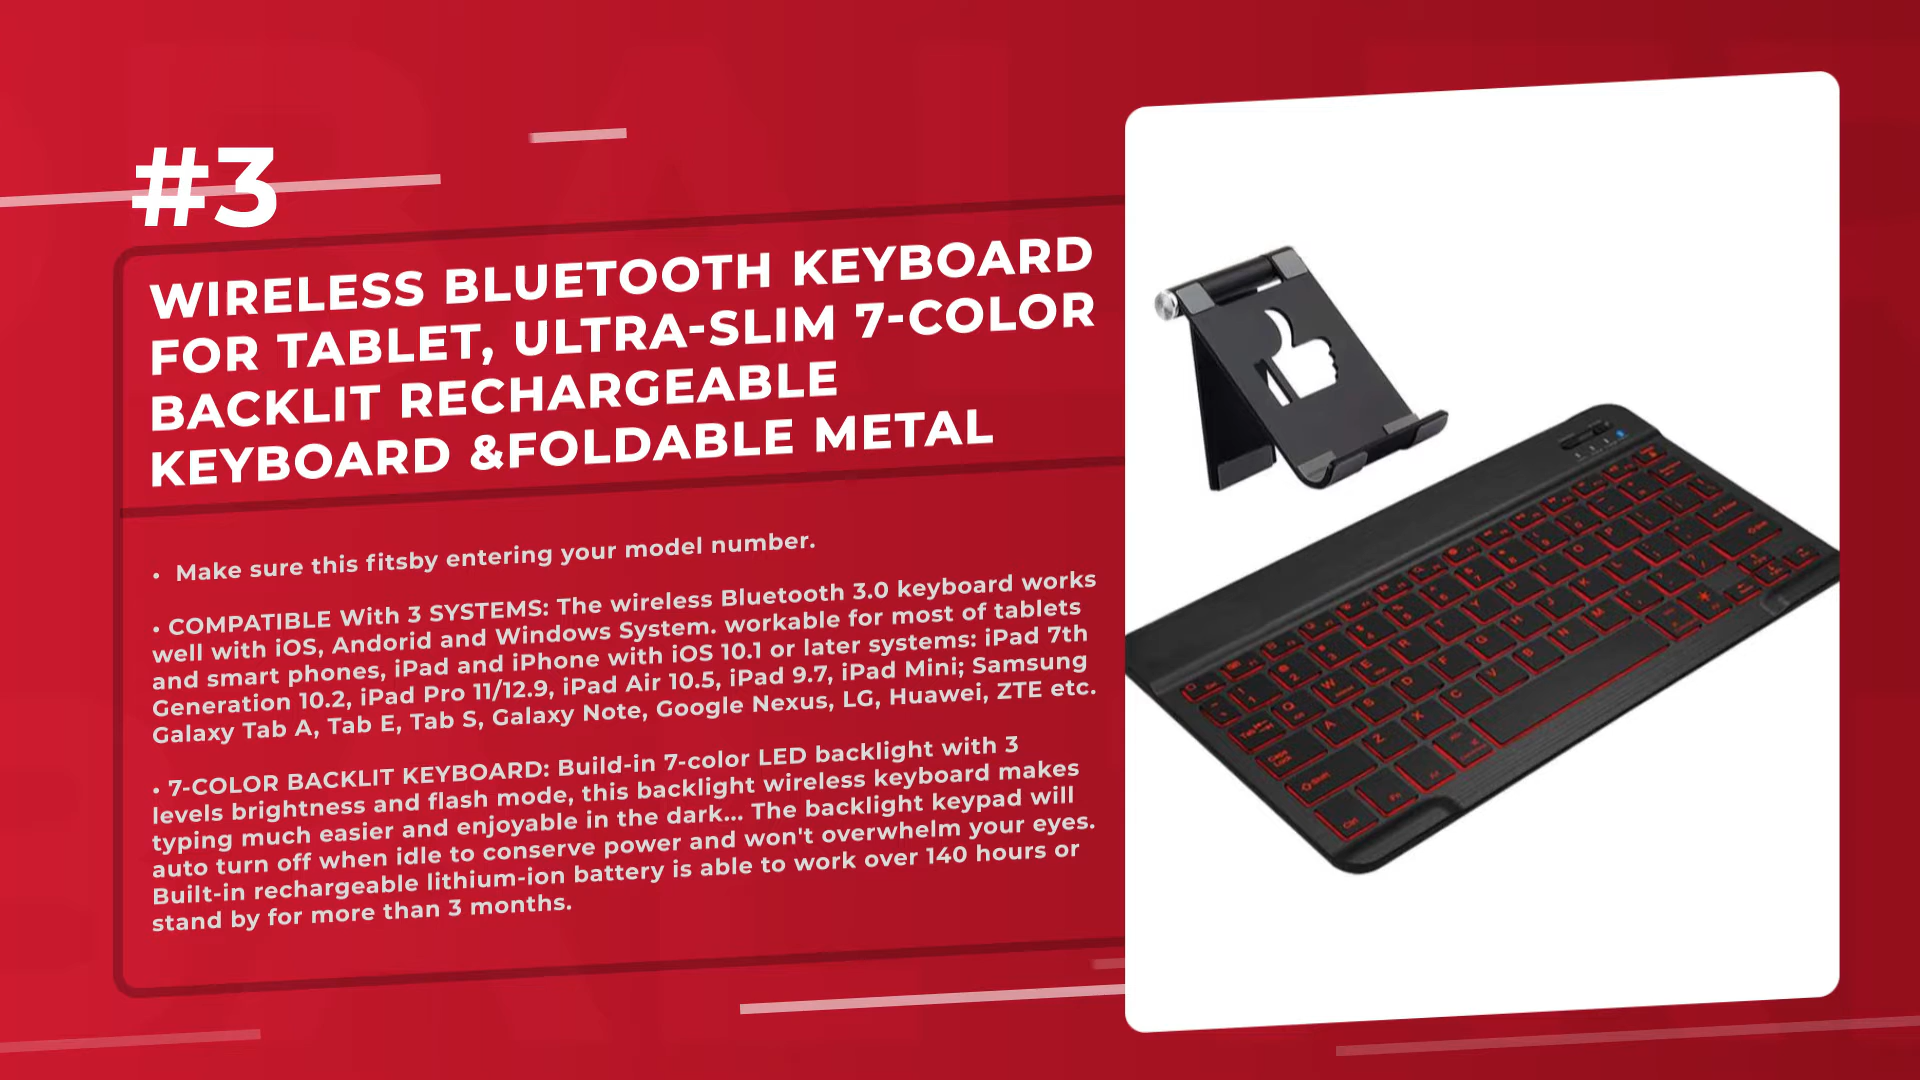 #3
WIRELESS BLUETOOTH KEYBOARD
FOR TABLET, ULTRA-SLIM 7-COLOR
BACKLIT RECHARGEABLE
KEYBOARD &FOLDABLE METAL
• Make sure this fitsby entering your model number.
• COMPATIBLE With 3 SYSTEMS: The wireless Bluetooth 3.0 keyboard works
well with iOS, Andorid and Windows System. workable for most of tablets
and smart phones, iPad and iPhone with iOS 10.1 or later systems: iPad 7th
Generation 10.2, iPad Pro 11/12.9, iPad Air 10.5, iPad 9.7, iPad Mini; Samsung
Galaxy Tab A, Tab E, Tab S, Galaxy Note, Google Nexus, LG, Huawei, ZTE etc.
• 7-COLOR BACKLIT KEYBOARD: Build-in 7-color LED backlight with 3
levels brightness and flash mode, this backlight wireless keyboard makes
typing much easier and enjoyable in the dark... The backlight keypad will
auto turn off when idle to conserve power and won't overwhelm your eyes.
Built-in rechargeable lithium-ion battery is able to work over 140 hours or
stand by for more than 3 months.